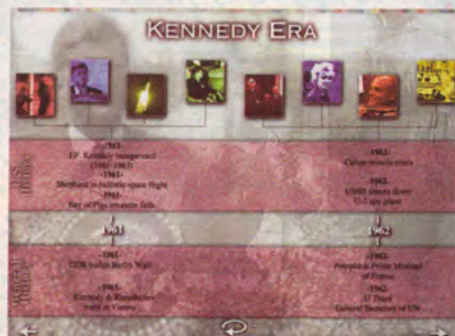 KENNEDY ERA
-1961-
J.F. Kennedy inaugurated
(1961-1963)
-1961-
Shephard in ballistic space flight
-1961-
Bay of Pigs invasion fails
-1962-
Cuban missile crisis
-1962-
USSR shoots down
U-2 spy plane
1961
1962
-1961-
DDR builds Berlin Wall
-1961-
Kennedy & Khrushchev
meet in Vienna
-1962-
Pompidou Prime Minister
of France
-1962-
U Thant
General Secretary of UN